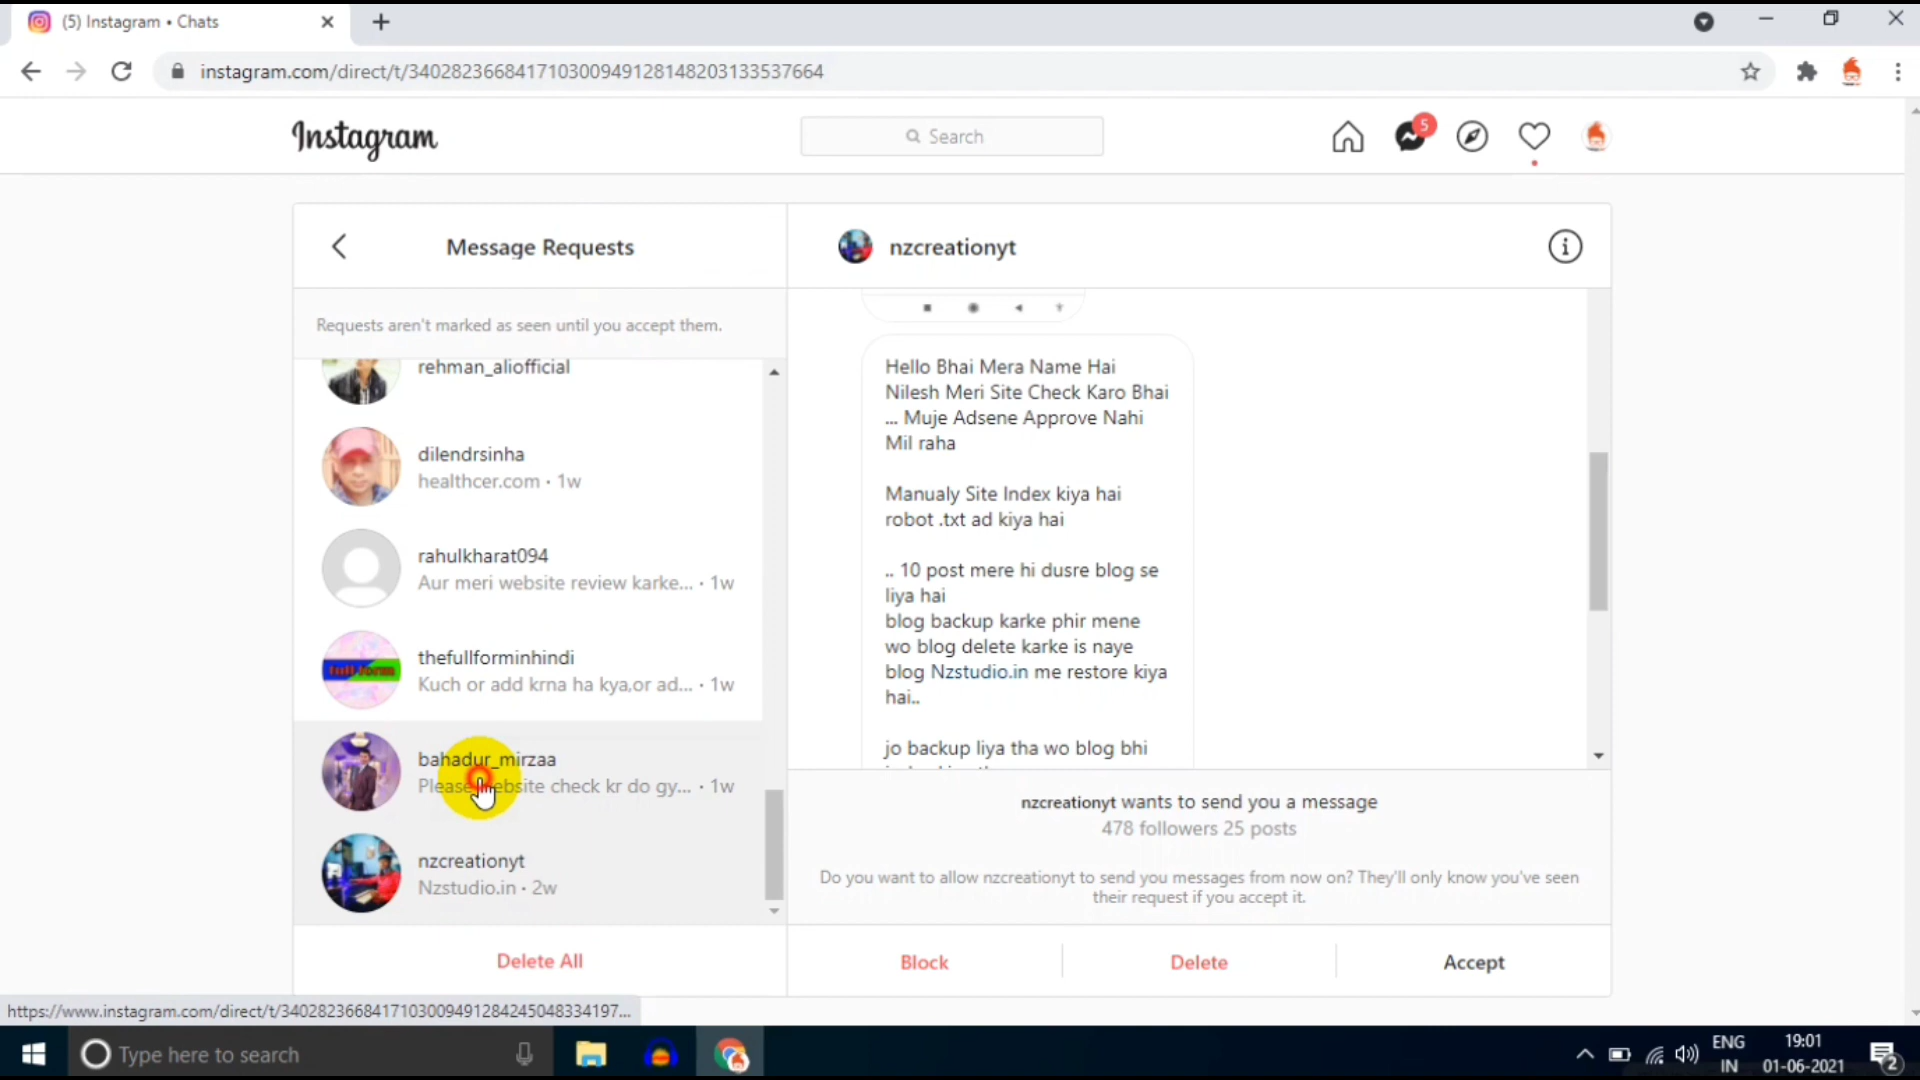 (5) Instagram • Chats
instagram.com/direct/t/340282366841710300949128148203133537664
Instagram
Search
5
Message Requests
Requests aren't marked as seen until you accept them.
rehman_aliofficial
dilendrsinha
healthcer.com · 1w
rahulkharat094
Aur meri website review karke... · 1w
full form
thefullforminhindi
Kuch or add krna ha kya,or ad... · 1w
bahadur_mirzaa
Please website check kr do gy... · 1w
nzcreationyt
Nzstudio.in · 2w
Delete All
nzcreationyt
Hello Bhai Mera Name Hai
Nilesh Meri Site Check Karo Bhai
... Muje Adsene Approve Nahi
Mil raha
Manualy Site Index kiya hai
robot .txt ad kiya hai
.. 10 post mere hi dusre blog se
liya hai
blog backup karke phir mene
wo blog delete karke is naye
blog Nzstudio.in me restore kiya
hai..
jo backup liya tha wo blog bhi
nzcreationyt wants to send you a message
478 followers 25 posts
Do you want to allow nzcreationyt to send you messages from now on? They'll only know you've seen
their request if you accept it.
Block
Delete
Accept
https://www.instagram.com/direct/t/340282366841710300949128424504833​4197...
Type here to search
ENG
IN
19:01
01-06-2021
2